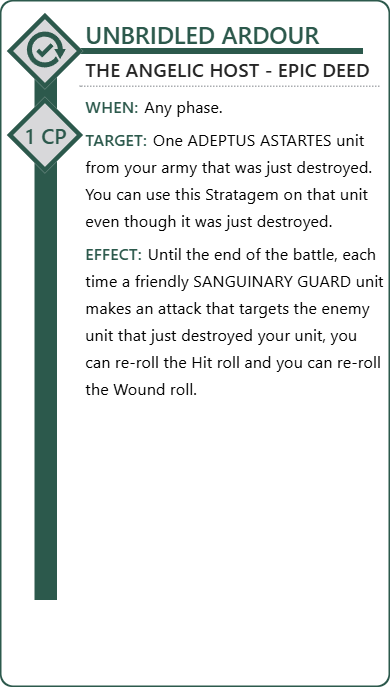 UNBRIDLED ARDOUR
THE ANGELIC HOST - EPIC DEED
1 CP
WHEN: Any phase.
TARGET: One ADEPTUS ASTARTES unit
from your army that was just destroyed.
You can use this Stratagem on that unit
even though it was just destroyed.
EFFECT: Until the end of the battle, each
time a friendly SANGUINARY GUARD unit
makes an attack that targets the enemy
unit that just destroyed your unit, you
can re-roll the Hit roll and you can re-roll
the Wound roll.